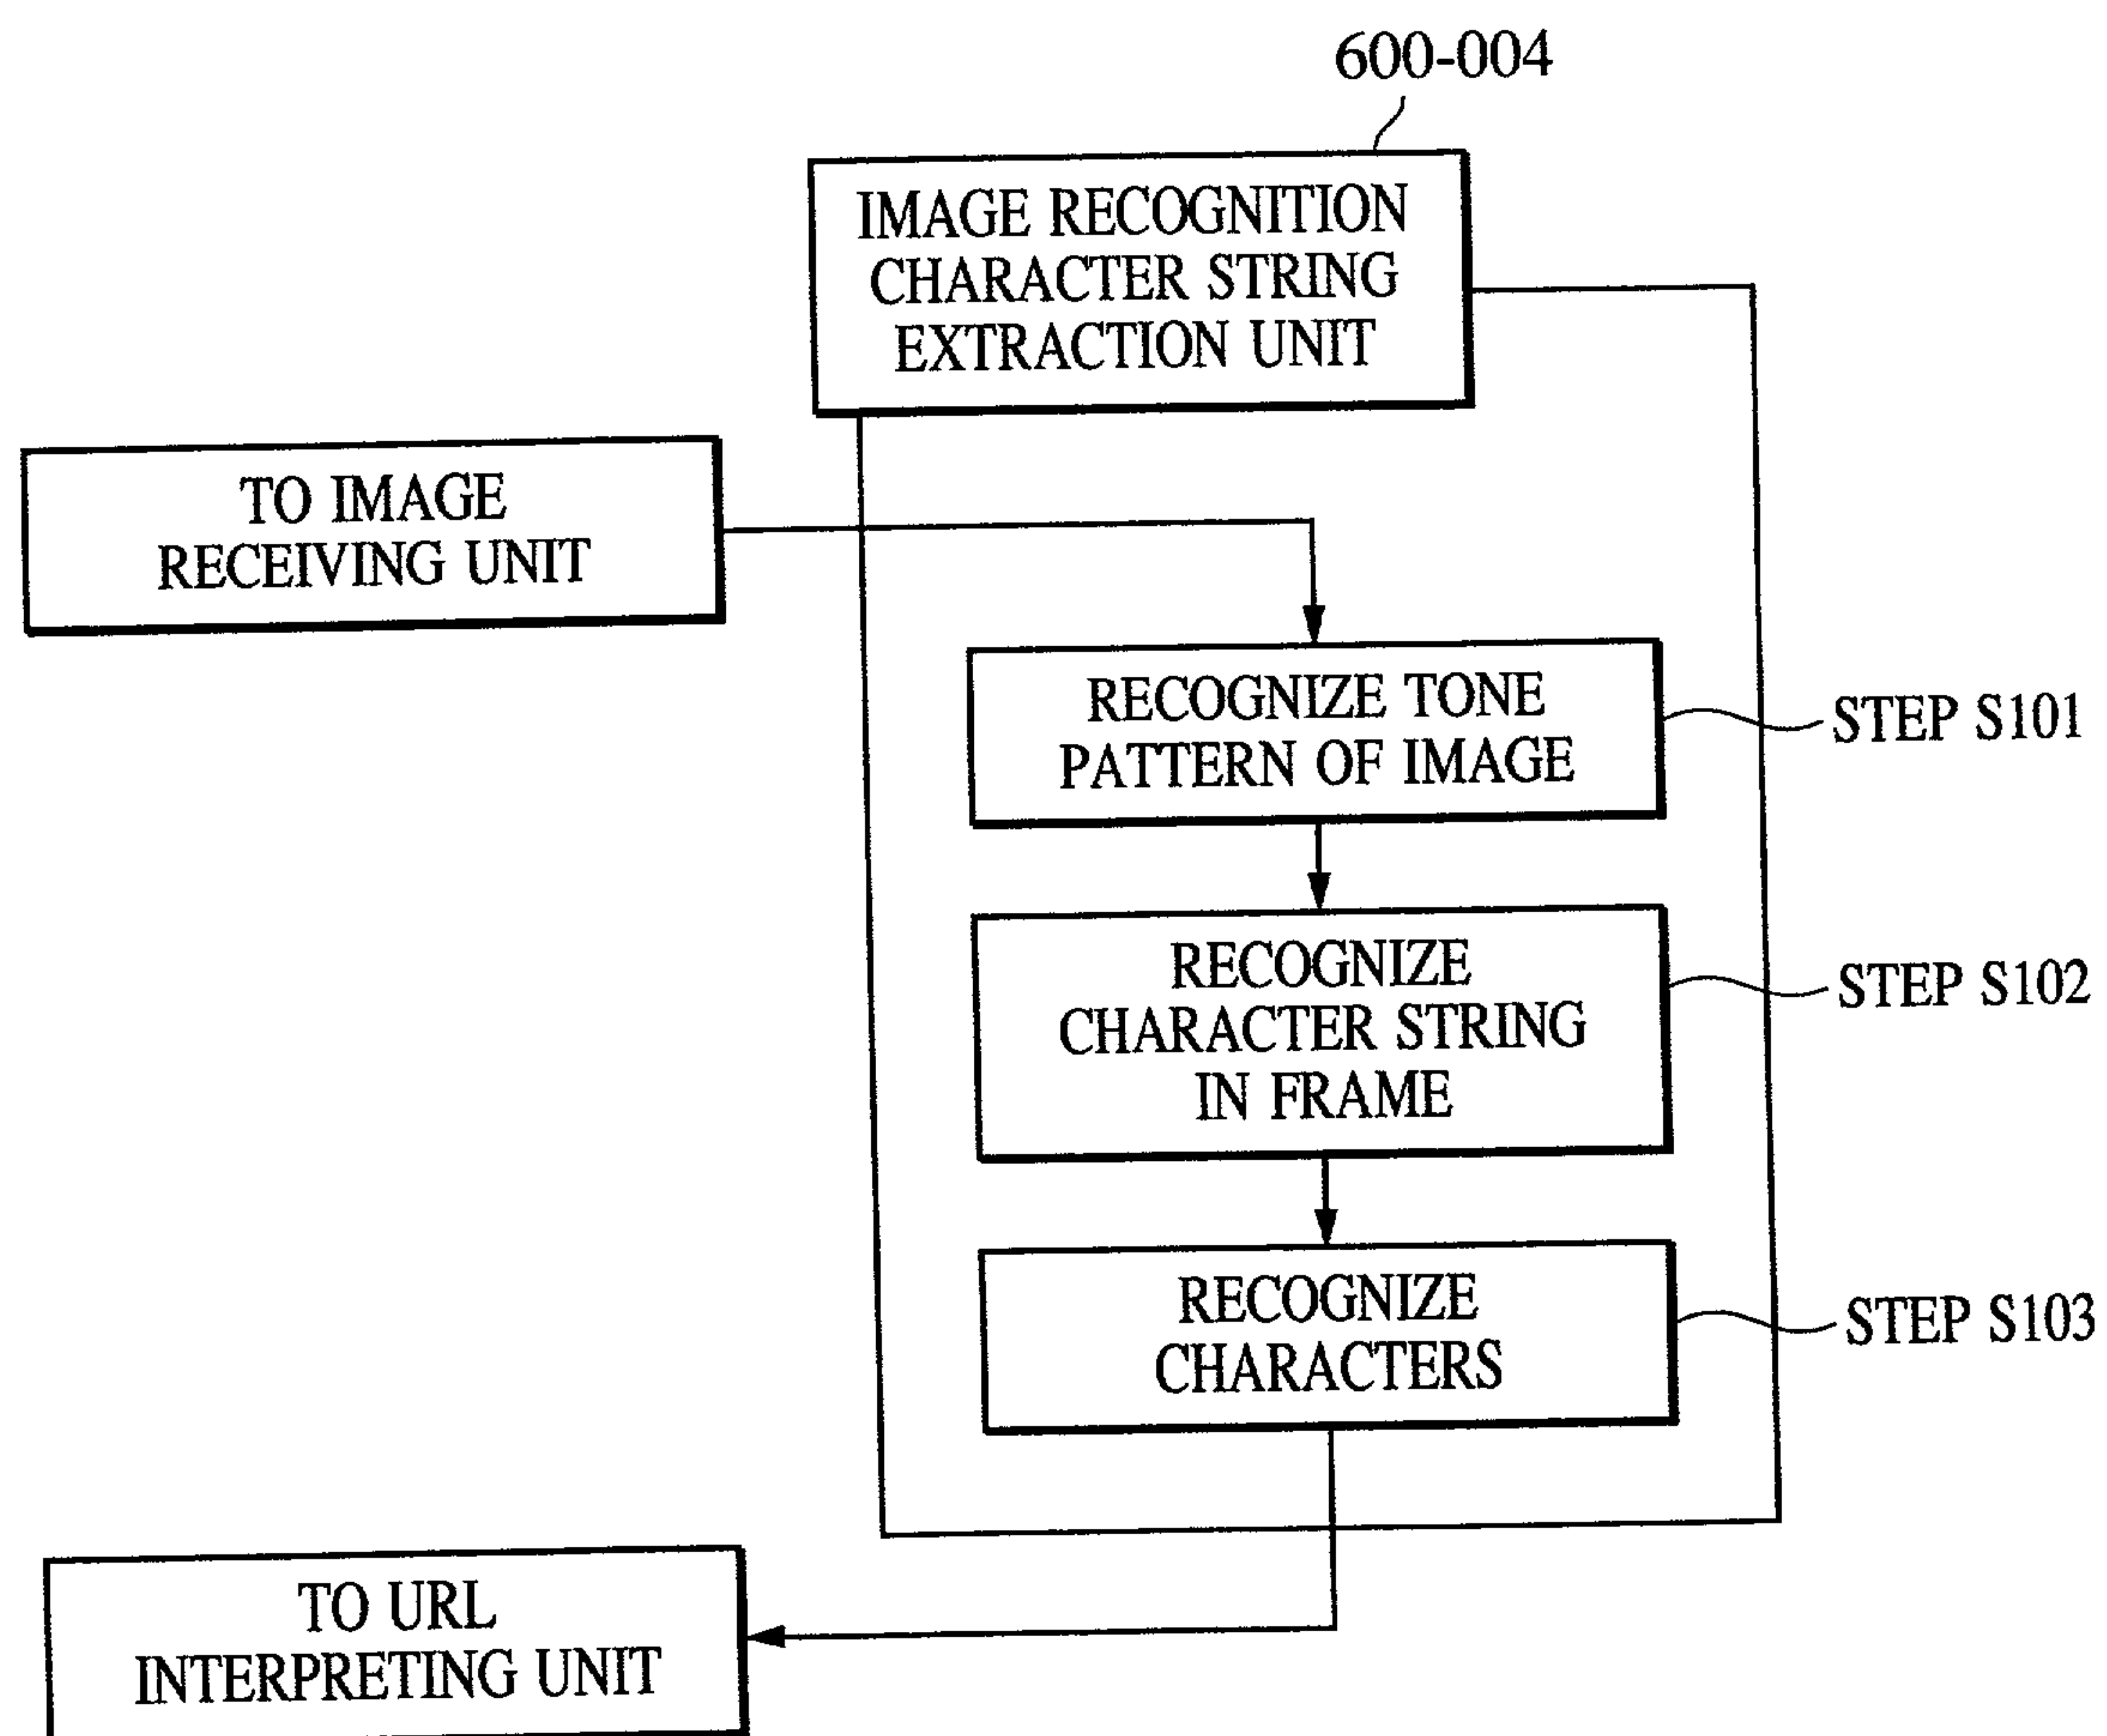 600-004
IMAGE RECOGNITION
CHARACTER STRING
EXTRACTION UNIT
TO IMAGE
RECEIVING UNIT
RECOGNIZE TONE
PATTERN OF IMAGE
STEP S101
RECOGNIZE
CHARACTER STRING
IN FRAME
STEP S102
RECOGNIZE
CHARACTERS
STEP S103
TO URL
INTERPRETING UNIT